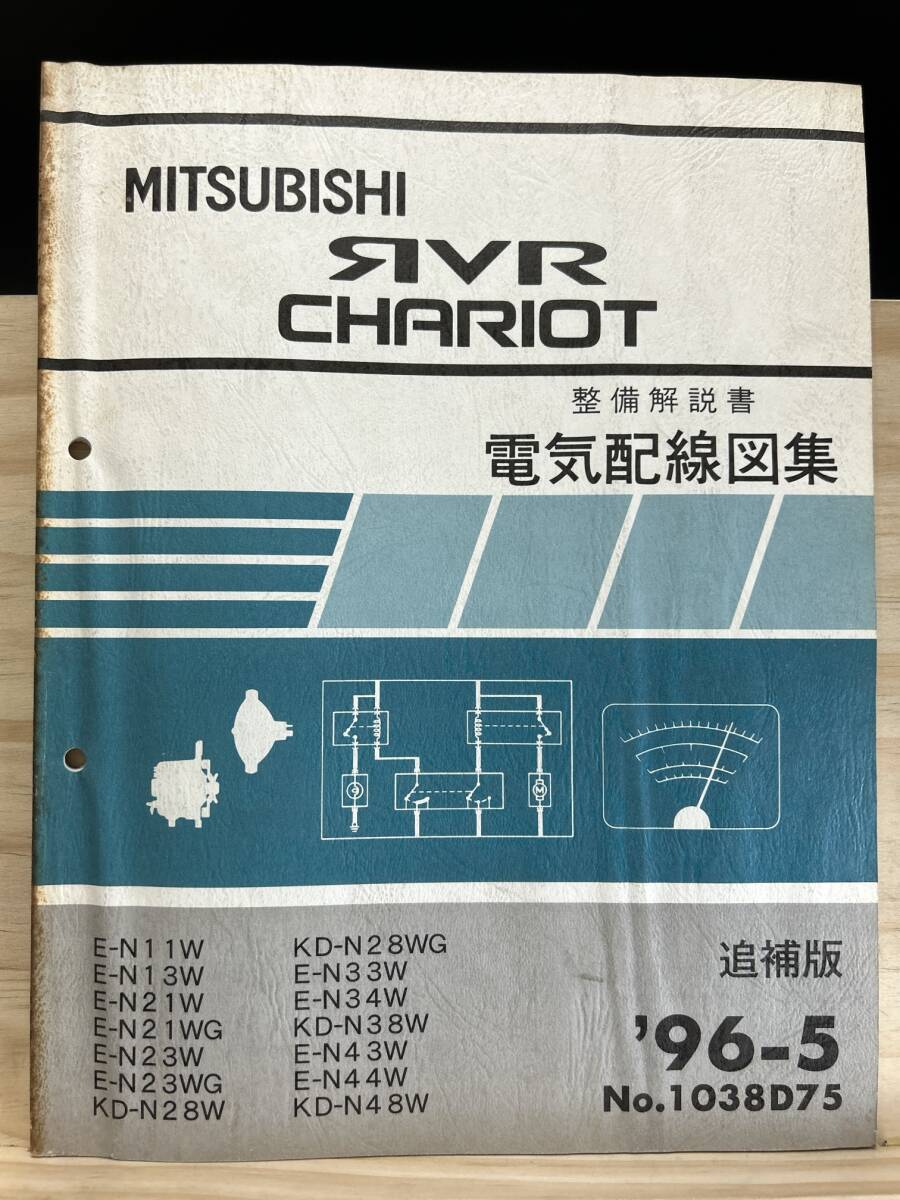 MITSUBISHI
RVR
CHARIOT
整備解説書
電気配線図集
M
E-N11W
E-N13W
E-N21W
E-N21WG
E-N23W
E-N23WG
KD-N28W
KD-N28WG
E-N33W
E-N34W
KD-N38W
E-N43W
E-N44W
KD-N48W
追補版
'96-5
No.1038D75